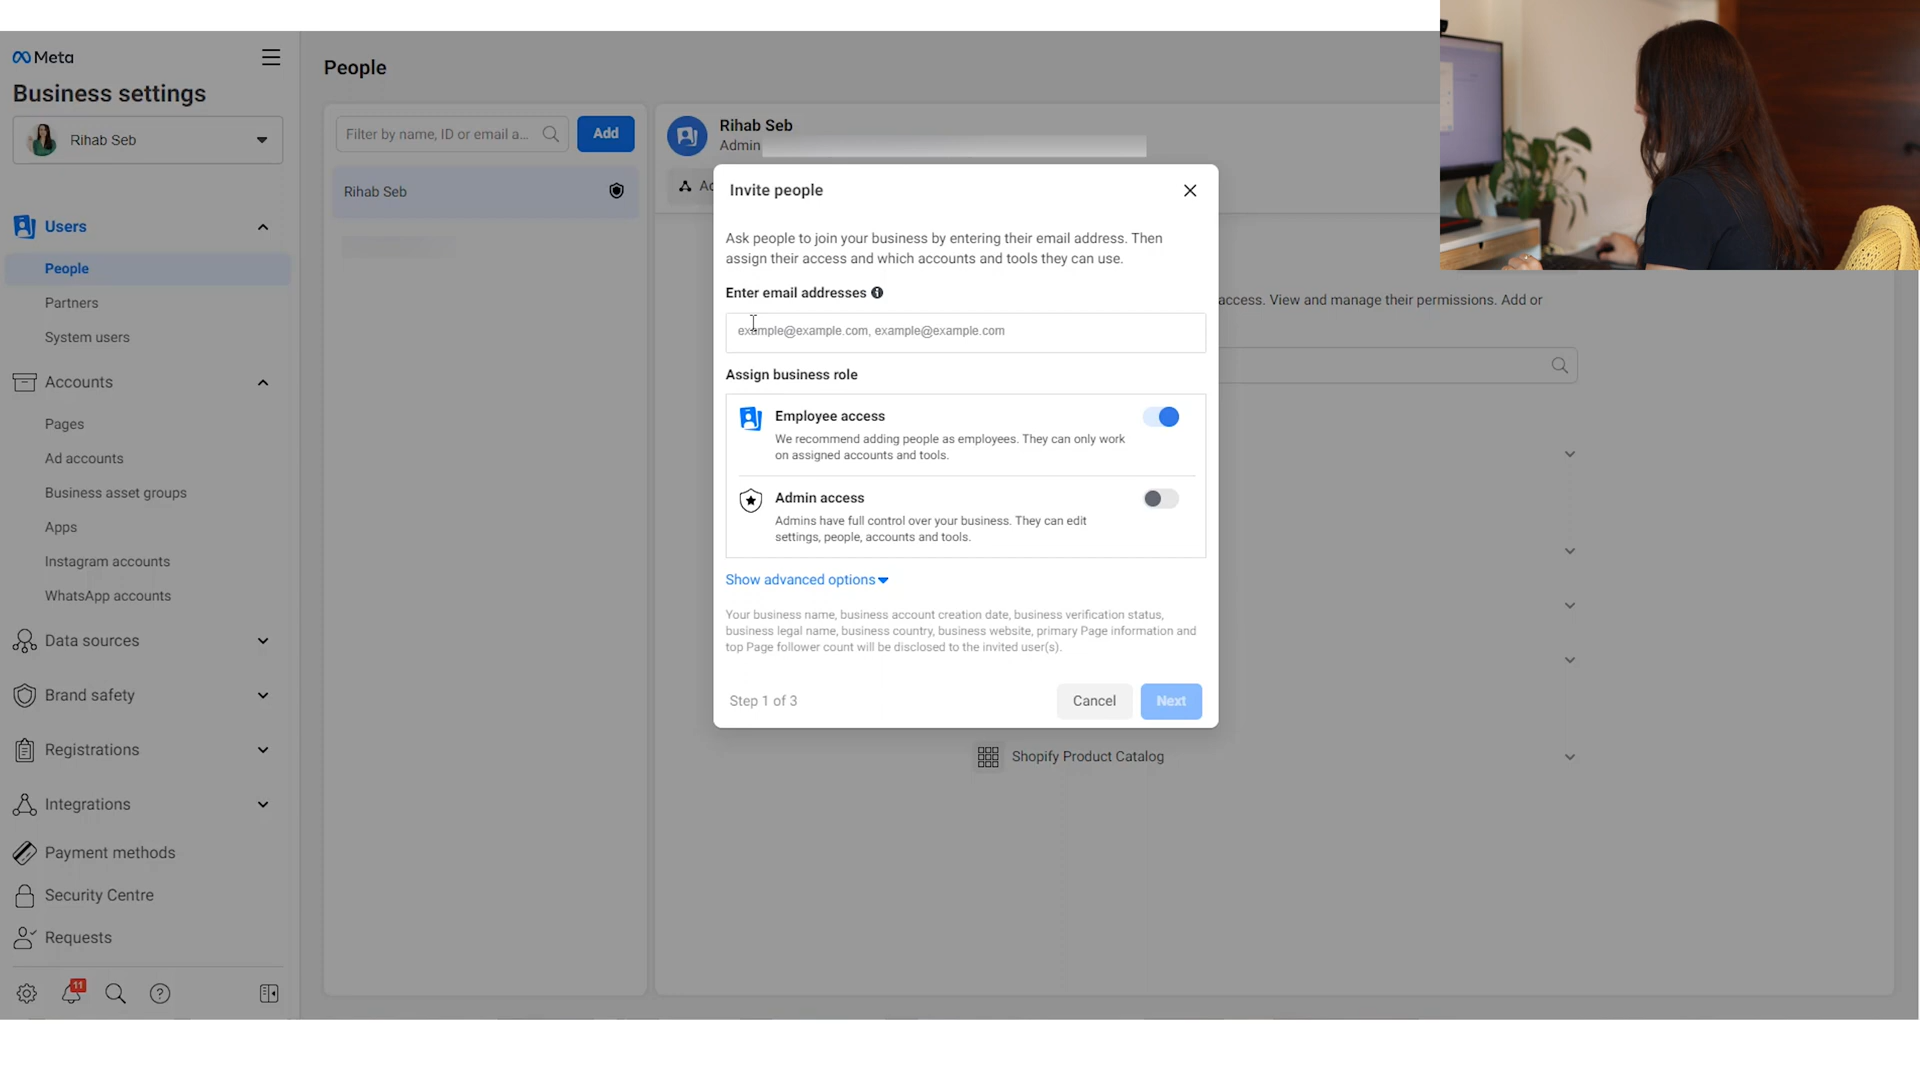 Meta
Business settings
Rihab Seb
Users
People
Partners
System users
Accounts
Pages
Ad accounts
Business asset groups
Apps
Instagram accounts
WhatsApp accounts
Data sources
Brand safety
Registrations
Integrations
Payment methods
Security Centre
Requests
11
People
Filter by name, ID or email a...
Add
Rihab Seb
Rihab Seb
Admin
access. View and manage their permissions. Add or
Shopify Product Catalog
Invite people
Ask people to join your business by entering their email address. Then
assign their access and which accounts and tools they can use.
Enter email addresses
example@example.com, example@example.com
Assign business role
Employee access
We recommend adding people as employees. They can only work
on assigned accounts and tools.
Admin access
Admins have full control over your business. They can edit
settings, people, accounts and tools.
Show advanced options
Your business name, business account creation date, business verification status,
business legal name, business country, business website, primary Page information and
top Page follower count will be disclosed to the invited user(s).
Step 1 of 3
Cancel
Next